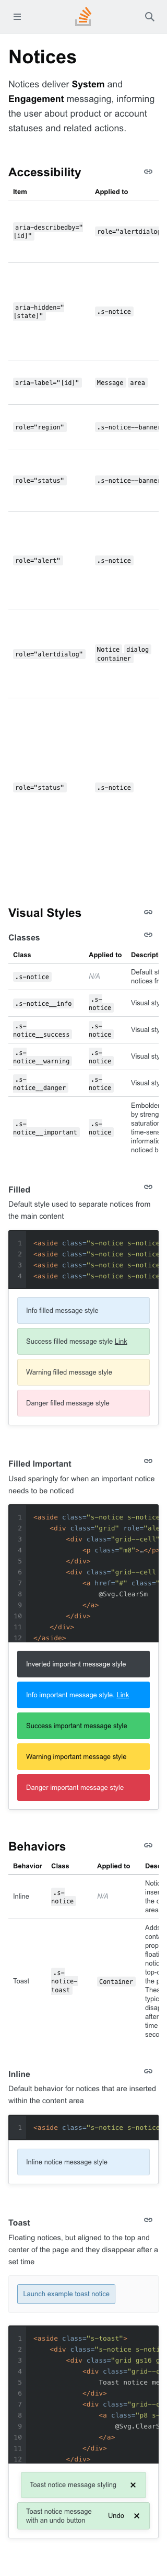 Notices
Notices deliver System and
Engagement messaging, informing
the user about product or account
statuses and related actions.
Accessibility
Item Applied to
aria-describedby="
[id]" role="alertdialog
aria-hidden="
[state]" .s-notice
aria-label="[id]" Message area
role="region" .s-notice--banner
role="status" .s-notice--banner
role="alert" .s-notice
role="alertdialog" Notice dialog
container
role="status" .s-notice
Visual Styles
Classes
Class Applied to Descript
.s-notice N/A Default st
notices fr
.s-notice__info .s-
notice Visual sty
.s-
notice__success .s-
notice Visual sty
.s-
notice__warning .s-
notice Visual sty
.s-
notice__danger .s-
notice Visual sty
.s-
notice__important .s-
notice Embolden
by streng
saturation
time-sens
informatio
noticed b
Filled
Default style used to separate notices from
the main content
1 <aside class="s-notice s-notice
2 <aside class="s-notice s-notice
3 <aside class="s-notice s-notice
4 <aside class="s-notice s-notice
Info filled message style
Success filled message style Link
Warning filled message style
Danger filled message style
Filled Important
Used sparingly for when an important notice
needs to be noticed
1 <aside class="s-notice s-notice
2 <div class="grid" role="ale
3 <div class="grid--cell"
4 <p class="m0">…</p>
5 </div>
6 <div class="grid--cell
7 <a href="#" class="
8 @Svg.ClearSm
9 </a>
10 </div>
11 </div>
12 </aside>
Inverted important message style
Info important message style. Link
Success important message style
Warning important message style
Danger important message style
Behaviors
Behavior Class Applied to Desc
Inline .s-
notice N/A Notic
inser
the c
area
Toast .s-
notice-
toast Container Adds
conta
prop
floati
notic
top-c
the p
Thes
typic
disap
after
time
seco
Inline
Default behavior for notices that are inserted
within the content area
1 <aside class="s-notice s-notice
Inline notice message style
Toast
Floating notices, but aligned to the top and
center of the page and they disappear after a
set time
Launch example toast notice
1 <aside class="s-toast">
2 <div class="s-notice s-noti
3 <div class="grid gs16 g
4 <div class="grid--c
5 Toast notice me
6 </div>
7 <div class="grid--c
8 <a class="p8 s-
9 @Svg.ClearS
10 </a>
11 </div>
12 </div>
Toast notice message styling
Toast notice message
with an undo button Undo